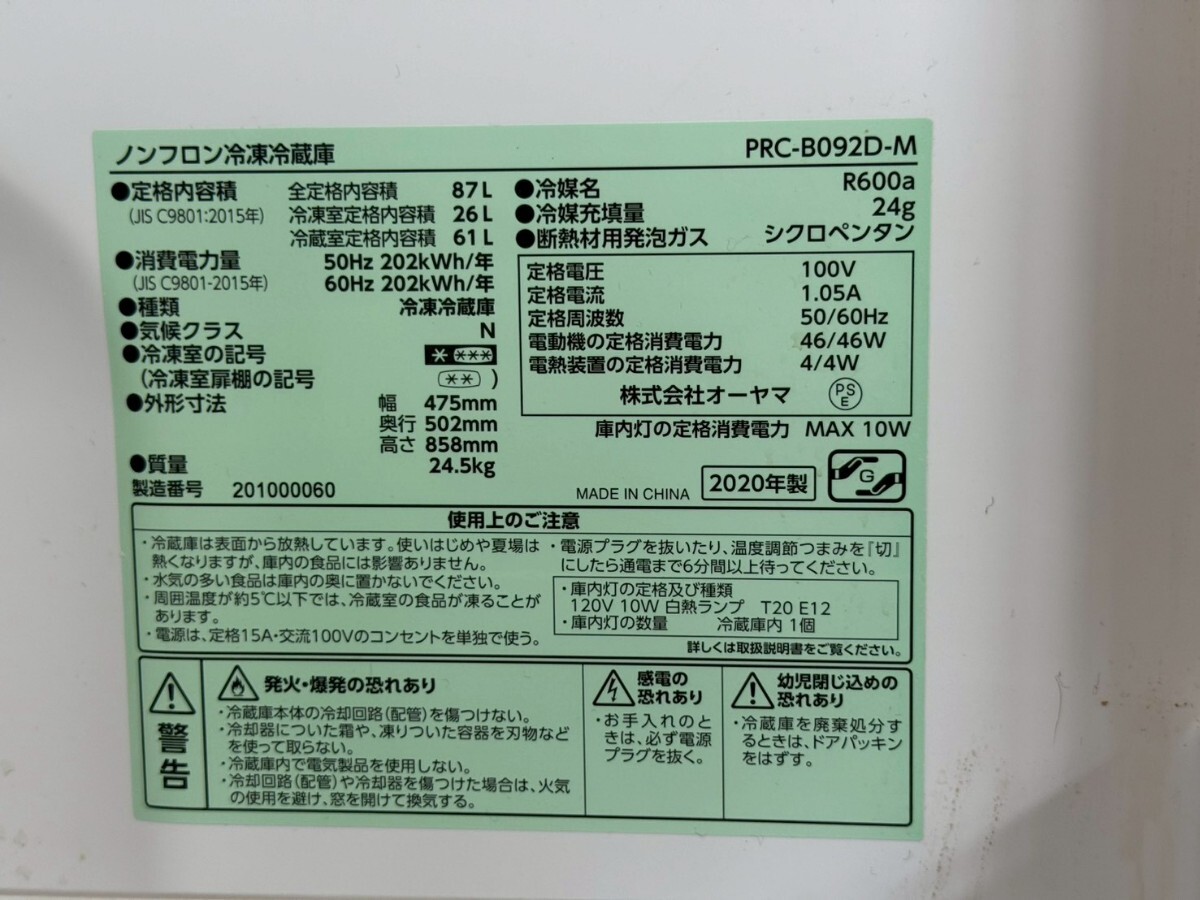 ノンフロン冷凍冷蔵庫
PRC-B092D-M
●定格内容積 全定格内容積 87L
(JIS C9801:2015年) 冷凍室定格内容積 26L
冷蔵室定格内容積 61L
●消費電力量 50Hz 202kWh/年
(JIS C9801-2015年) 60Hz 202kWh/年
●種類 冷凍冷蔵庫
●気候クラス N
●冷凍室の記号 * ***
(冷凍室扉棚の記号 ** )
●外形寸法 幅 475mm
奥行 502mm
高さ 858mm
●質量 24.5kg
製造番号 201000060
●冷媒名 R600a
●冷媒充填量 24g
●断熱材用発泡ガス シクロペンタン
定格電圧 100V
定格電流 1.05A
定格周波数 50/60Hz
電動機の定格消費電力 46/46W
電熱装置の定格消費電力 4/4W
株式会社オーヤマ PSE
庫内灯の定格消費電力 MAX 10W
MADE IN CHINA 2020年製 G
使用上のご注意
・冷蔵庫は表面から放熱しています。使いはじめや夏場は
熱くなりますが、庫内の食品には影響ありません。
・水気の多い食品は庫内の奥に置かないでください。
・周囲温度が約5℃以下では、冷蔵室の食品が凍ることが
あります。
・電源は、定格15A・交流100Vのコンセントを単独で使う。
・電源プラグを抜いたり、温度調節つまみを『切』
にしたら通電まで6分間以上待ってください。
・庫内灯の定格及び種類
120V 10W 白熱ランプ T20 E12
・庫内灯の数量 冷蔵庫内 1個
詳しくは取扱説明書をご覧ください。
警告
発火・爆発の恐れあり
・冷蔵庫本体の冷却回路(配管)を傷つけない。
・冷却器についた霜や、凍りついた容器を刃物など
を使って取らない。
・冷蔵庫内で電気製品を使用しない。
・冷却回路(配管)や冷却器を傷つけた場合は、火気
の使用を避け、窓を開けて換気する。
感電の
恐れあり
・お手入れのと
きは、必ず電源
プラグを抜く。
幼児閉じ込めの
恐れあり
・冷蔵庫を廃棄処分す
るときは、ドアパッキン
をはずす。